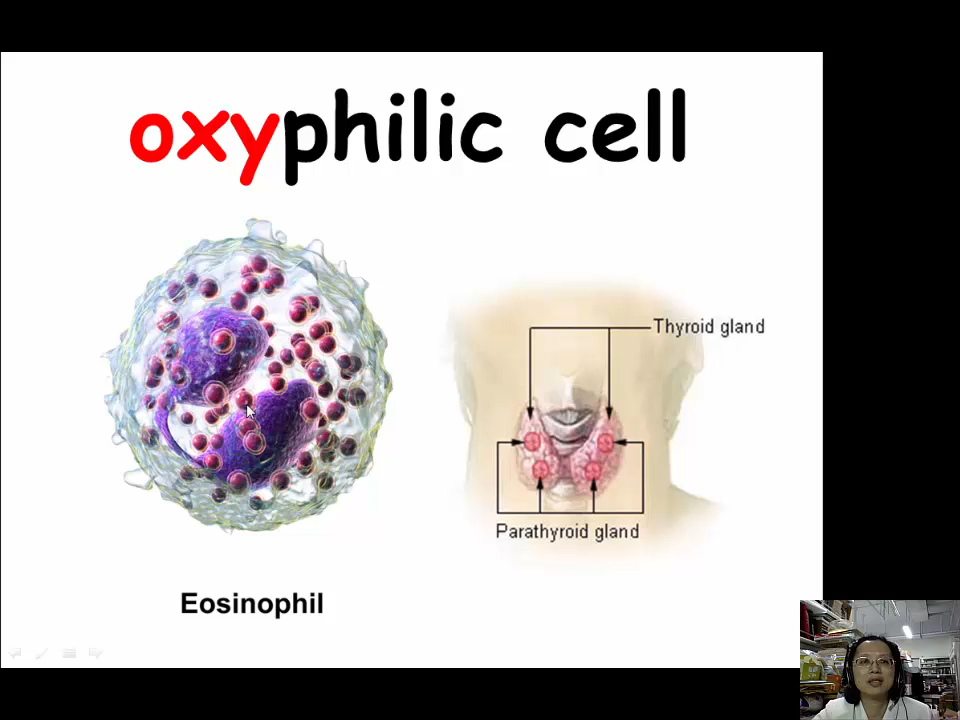 oxyphilic cell
Thyroid gland
Parathyroid gland
Eosinophil